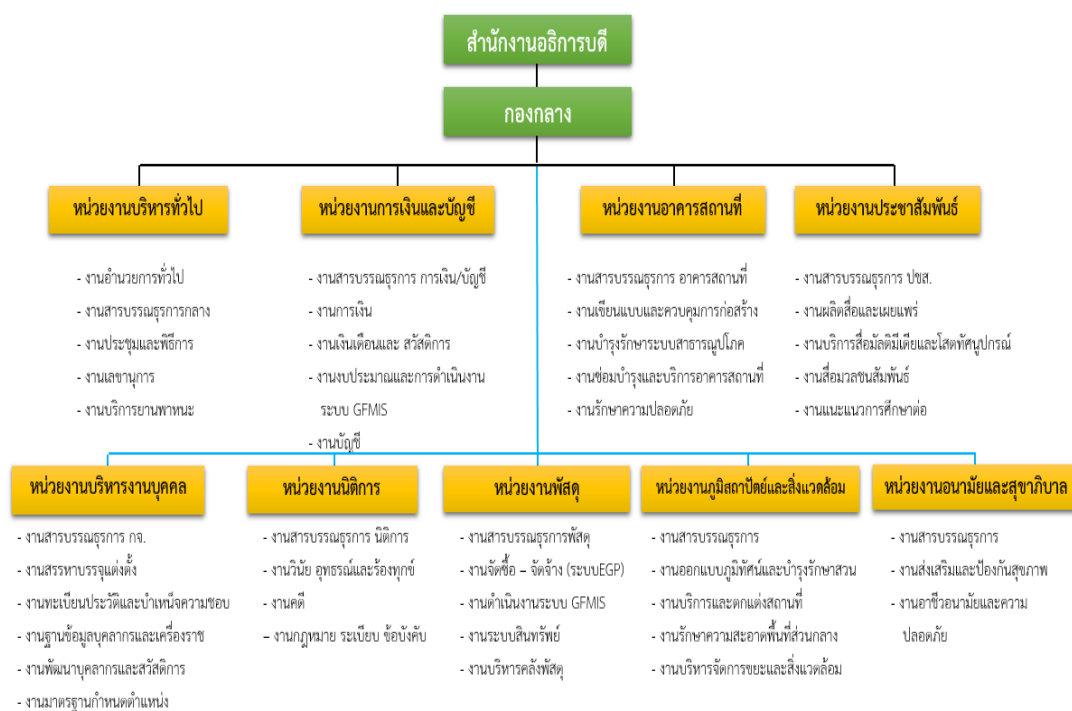 สำนักงานอธิการบดี
กองกลาง
หน่วยงานบริหารทั่วไป
- งานอำนวยการทั่วไป
- งานสารบรรณธุรการกลาง
- งานประชุมและพิธีการ
- งานเลขานุการ
- งานบริการยานพาหนะ
หน่วยงานการเงินและบัญชี
- งานสารบรรณธุรการ การเงิน/บัญชี
- งานการเงิน
- งานเงินเดือนและ สวัสดิการ
- งานงบประมาณและการดำเนินงาน
ระบบ GFMIS
- งานบัญชี
หน่วยงานอาคารสถานที่
- งานสารบรรณธุรการ อาคารสถานที่
- งานเขียนแบบและควบคุมการก่อสร้าง
- งานบำรุงรักษาระบบสาธารณูปโภค
- งานซ่อมบำรุงและบริการอาคารสถานที่
- งานรักษาความปลอดภัย
หน่วยงานประชาสัมพันธ์
- งานสารบรรณธุรการ ปชส.
- งานผลิตสื่อและเผยแพร่
- งานบริการสื่อมัลติมีเดียและโสตทัศนูปกรณ์
- งานสื่อมวลชนสัมพันธ์
- งานแนะแนวการศึกษาต่อ
หน่วยงานบริหารงานบุคคล
- งานสารบรรณธุรการ กจ.
- งานสรรหาบรรจุแต่งตั้ง
- งานทะเบียนประวัติและบำเหน็จความชอบ
- งานฐานข้อมูลบุคลากรและเครื่องราช
- งานพัฒนาบุคลากรและสวัสดิการ
- งานมาตรฐานกำหนดตำแหน่ง
หน่วยงานนิติการ
- งานสารบรรณธุรการ นิติการ
- งานวินัย อุทธรณ์และร้องทุกข์
- งานคดี
– งานกฎหมาย ระเบียบ ข้อบังคับ
หน่วยงานพัสดุ
- งานสารบรรณธุรการพัสดุ
- งานจัดซื้อ – จัดจ้าง (ระบบEGP)
- งานดำเนินงานระบบ GFMIS
- งานระบบสินทรัพย์
- งานบริหารคลังพัสดุ
หน่วยงานภูมิสถาปัตย์และสิ่งแวดล้อม
- งานสารบรรณธุรการ
- งานออกแบบภูมิทัศน์และบำรุงรักษาสวน
- งานบริการและตกแต่งสถานที่
- งานรักษาความสะอาดพื้นที่ส่วนกลาง
- งานบริหารจัดการขยะและสิ่งแวดล้อม
หน่วยงานอนามัยและสุขาภิบาล
- งานสารบรรณธุรการ
- งานส่งเสริมและป้องกันสุขภาพ
- งานอาชีวอนามัยและความ
ปลอดภัย